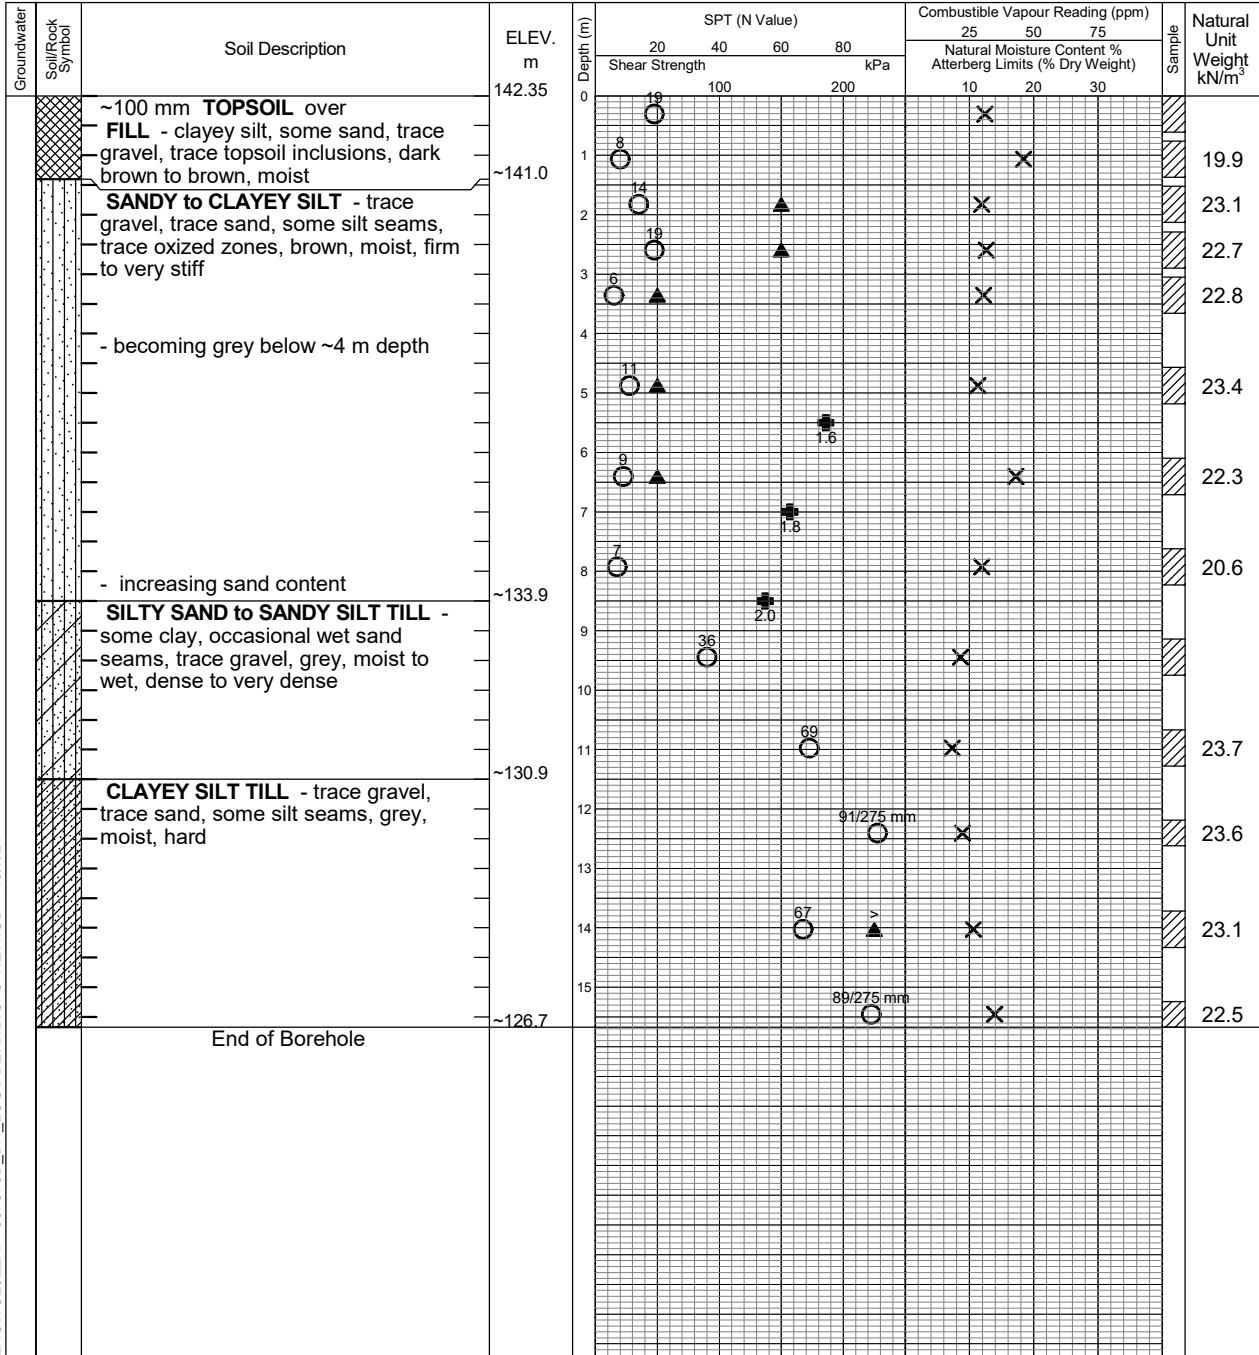 Groundwater
Soil/Rock
Symbol
Soil Description
ELEV.
m
142.35
Depth (m)
SPT (N Value)
20 40 60 80
Shear Strength kPa
100 200
Combustible Vapour Reading (ppm)
25 50 75
Natural Moisture Content %
Atterberg Limits (% Dry Weight)
10 20 30
Sample
Natural
Unit
Weight
kN/m³
~100 mm TOPSOIL over
FILL - clayey silt, some sand, trace
gravel, trace topsoil inclusions, dark
brown to brown, moist
~141.0
SANDY to CLAYEY SILT - trace
gravel, trace sand, some silt seams,
trace oxized zones, brown, moist, firm
to very stiff
- becoming grey below ~4 m depth
- increasing sand content
~133.9
SILTY SAND to SANDY SILT TILL -
some clay, occasional wet sand
seams, trace gravel, grey, moist to
wet, dense to very dense
~130.9
CLAYEY SILT TILL - trace gravel,
trace sand, some silt seams, grey,
moist, hard
~126.7
End of Borehole
0
1
2
3
4
5
6
7
8
9
10
11
12
13
14
15
19
8
14
19
6
11
1.6
9
1.8
7
2.0
36
69
91/275 mm
67 >
89/275 mm
19.9
23.1
22.7
22.8
23.4
22.3
20.6
23.7
23.6
23.1
22.5